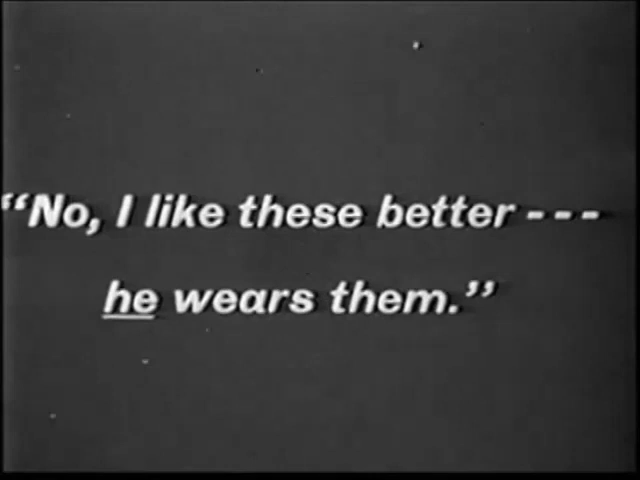 “No, I like these better - - -
he wears them.”